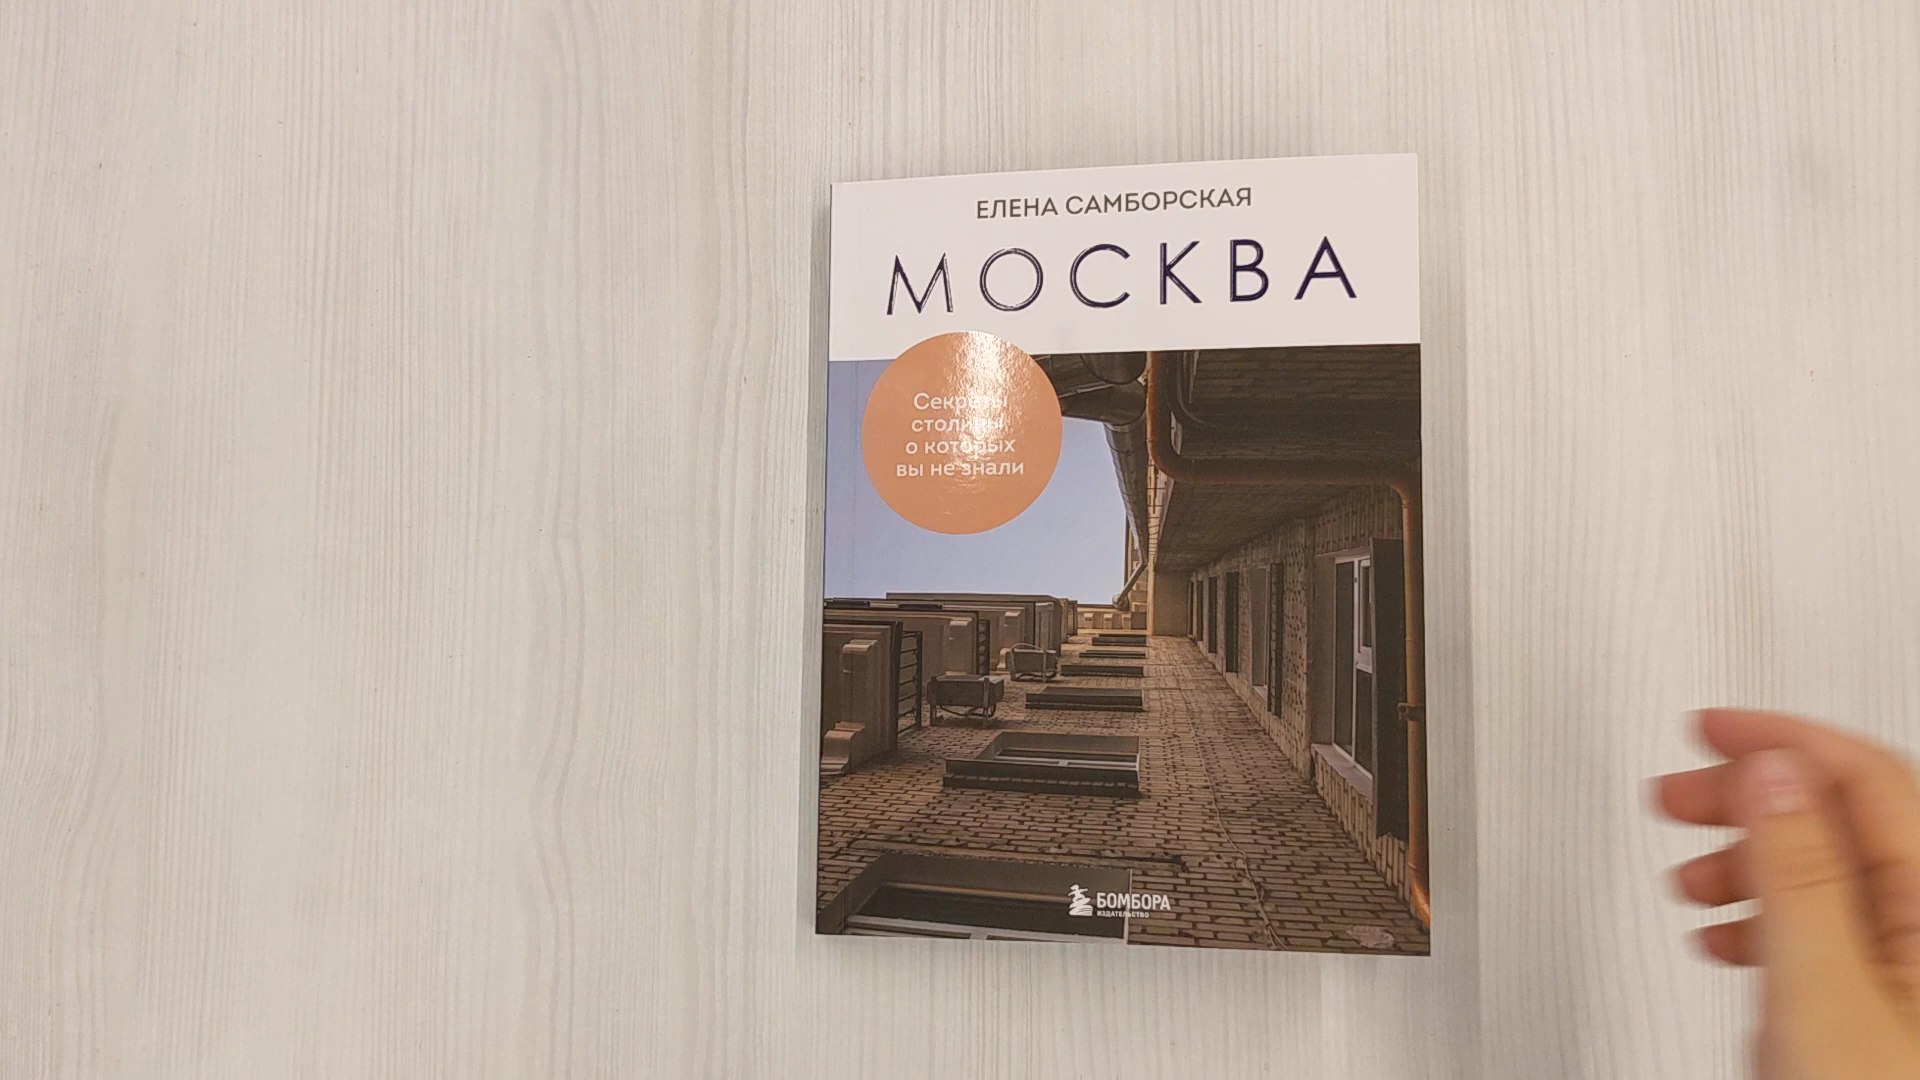 ЕЛЕНА САМБОРСКАЯ
МОСКВА
Секреты
столицы,
о которых
вы не знали
БОМБОРА
ИЗДАТЕЛЬСТВО